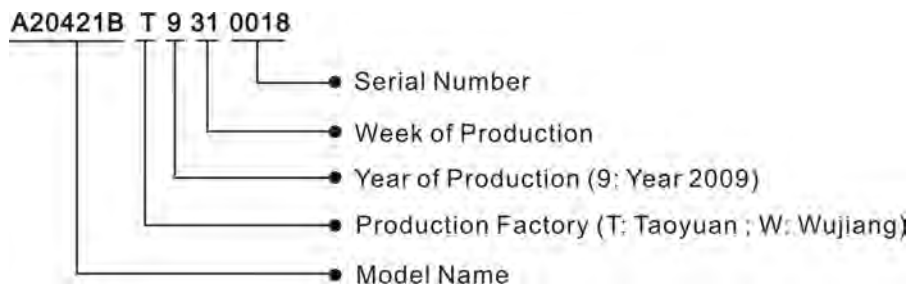 A20421B T 9 31 0018
Serial Number
Week of Production
Year of Production (9: Year 2009)
Production Factory (T: Taoyuan ; W: Wujiang)
Model Name